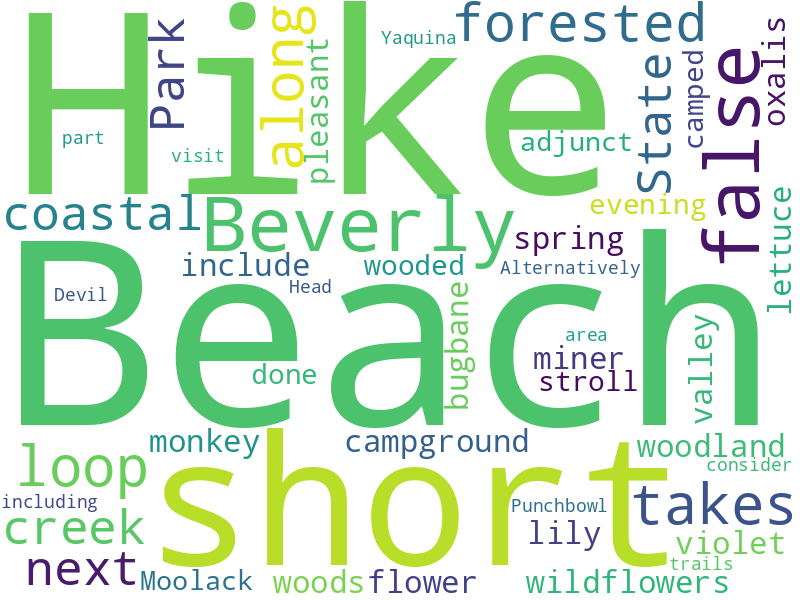 Hike
Park
along
pleasant
Yaquina
forested
State
camped
false
oxalis
part
visit
adjunct
coastal
Beverly
evening
lettuce
include
wooded
spring
Alternatively
Devil
Head
Beach
bugbane
area
miner
valley
done
stroll
monkey
campground
woodland
loop
short
consider
including
takes
creek
Punchbowl
lily
violet
next
Moolack
woods
flower
wildflowers
trails